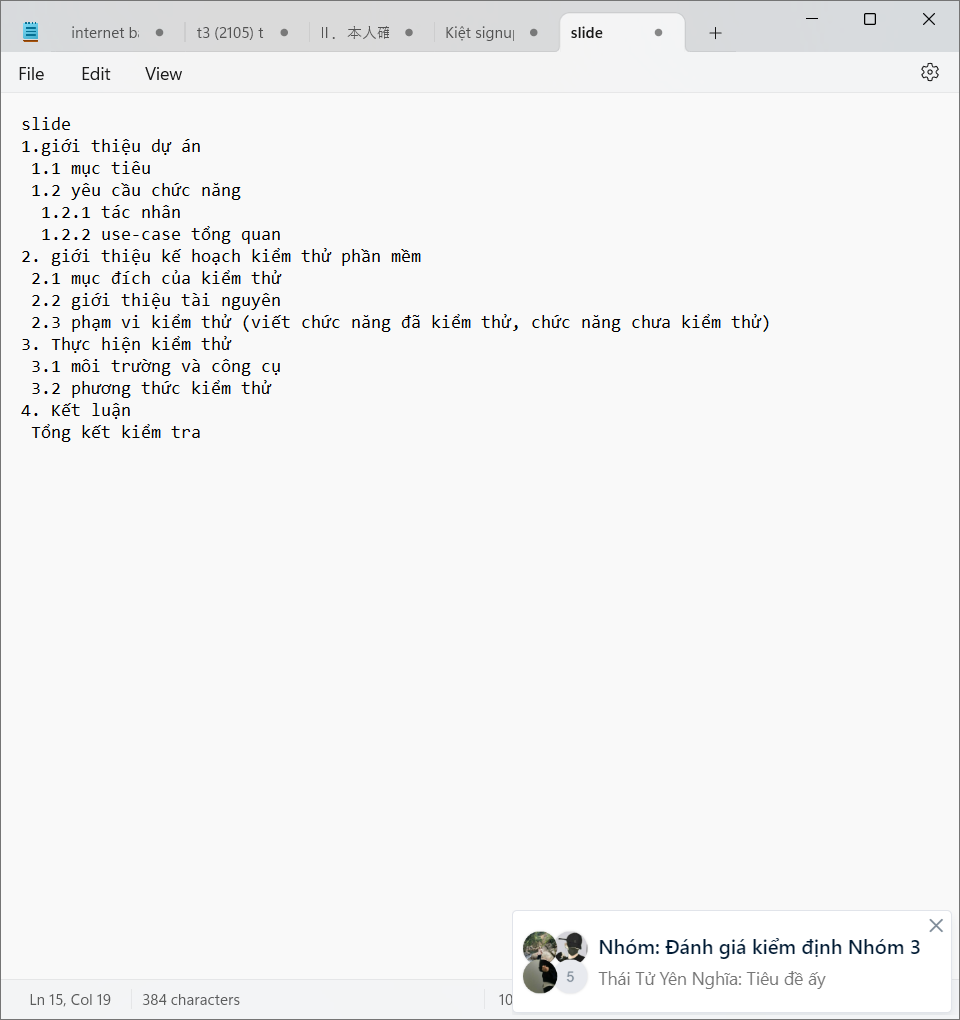 internet ba
t3 (2105) t
II. 本人確
Kiệt signup
slide
File Edit View
slide
1.giới thiệu dự án
1.1 mục tiêu
1.2 yêu cầu chức năng
1.2.1 tác nhân
1.2.2 use-case tổng quan
2. giới thiệu kế hoạch kiểm thử phần mềm
2.1 mục đích của kiểm thử
2.2 giới thiệu tài nguyên
2.3 phạm vi kiểm thử (viết chức năng đã kiểm thử, chức năng chưa kiểm thử)
3. Thực hiện kiểm thử
3.1 môi trường và công cụ
3.2 phương thức kiểm thử
4. Kết luận
Tổng kết kiểm tra
Nhóm: Đánh giá kiểm định Nhóm 3
Thái Tử Yên Nghĩa: Tiêu đề ấy
5
Ln 15, Col 19 384 characters 10